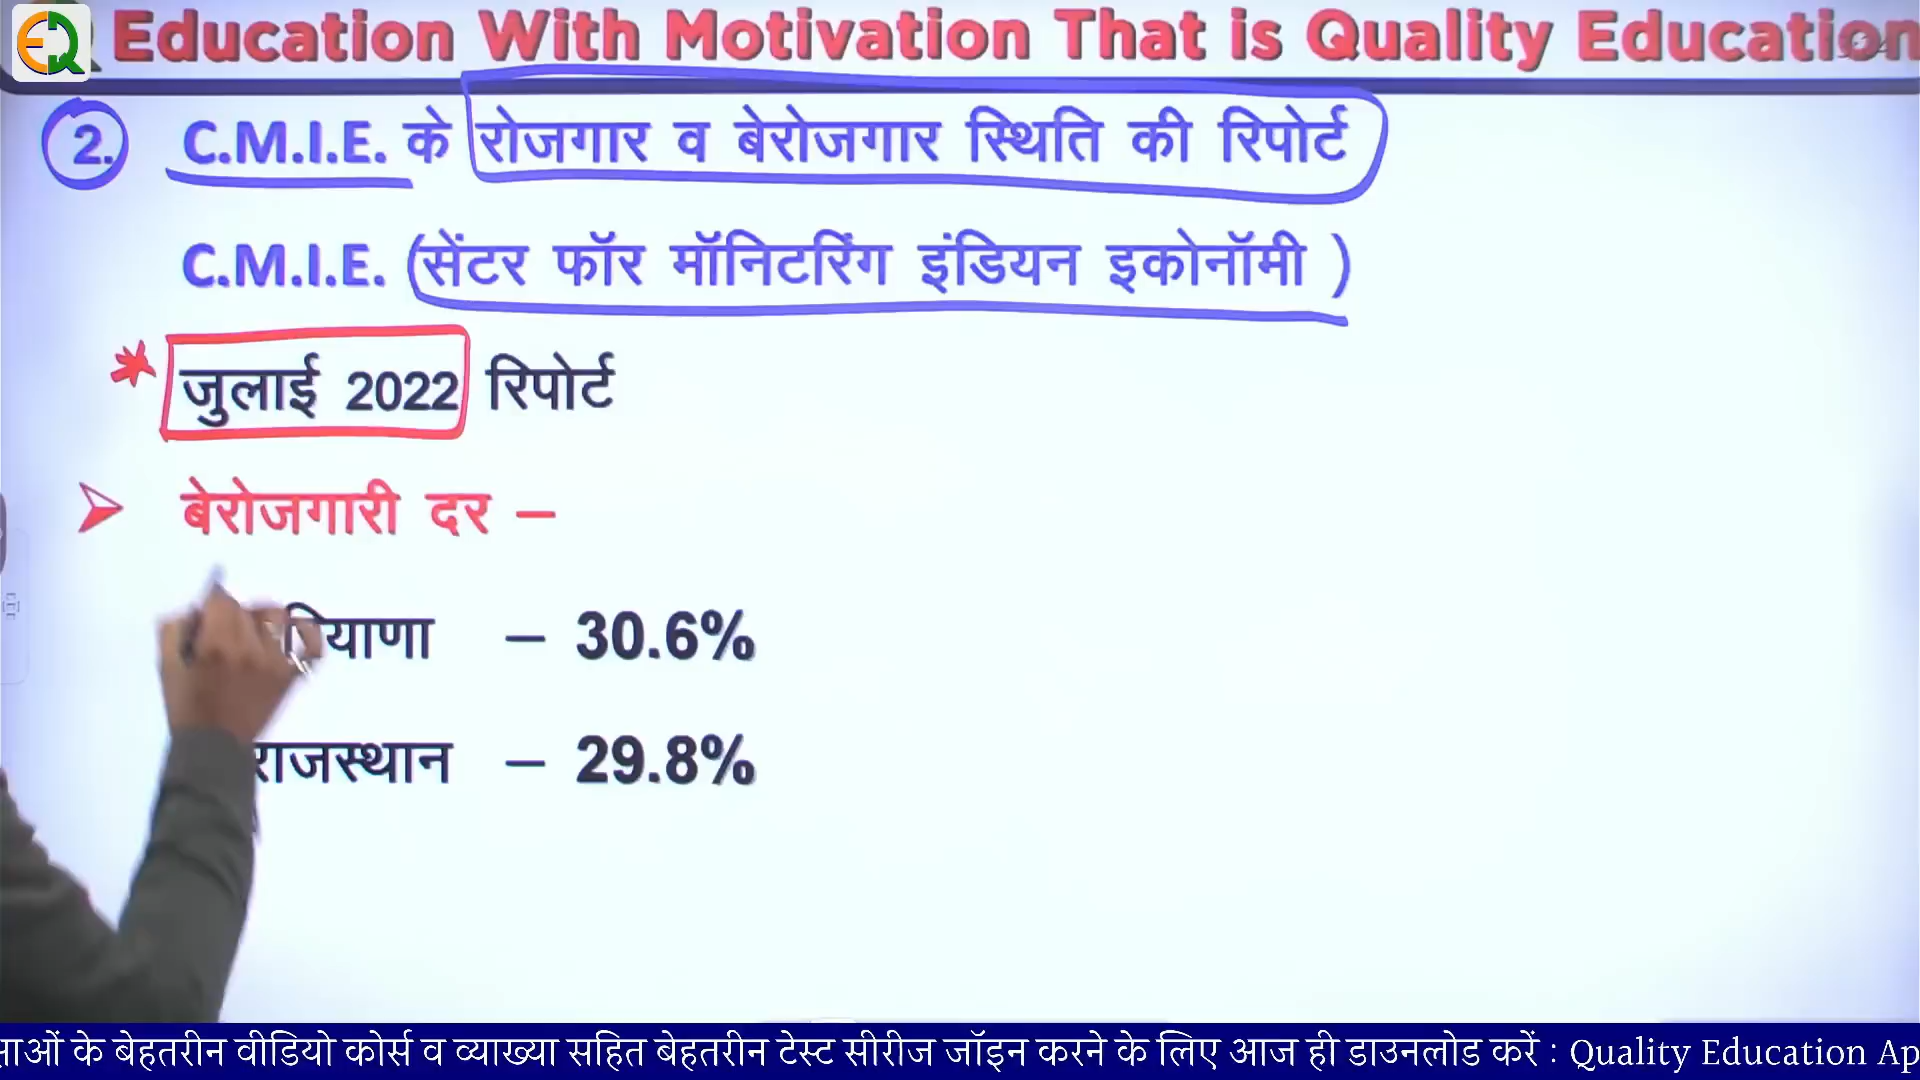 Education With Motivation That is Quality Education
2. C.M.I.E. के रोजगार व बेरोजगार स्थिति की रिपोर्ट
C.M.I.E. (सेंटर फॉर मॉनिटरिंग इंडियन इकोनॉमी )
* जुलाई 2022 रिपोर्ट
➢ बेरोजगारी दर –
– 30.6%
राजस्थान – 29.8%
के बेहतरीन वीडियो कोर्स व व्याख्या सहित बेहतरीन टेस्ट सीरीज जॉइन करने के लिए आज ही डाउनलोड करें : Quality Education